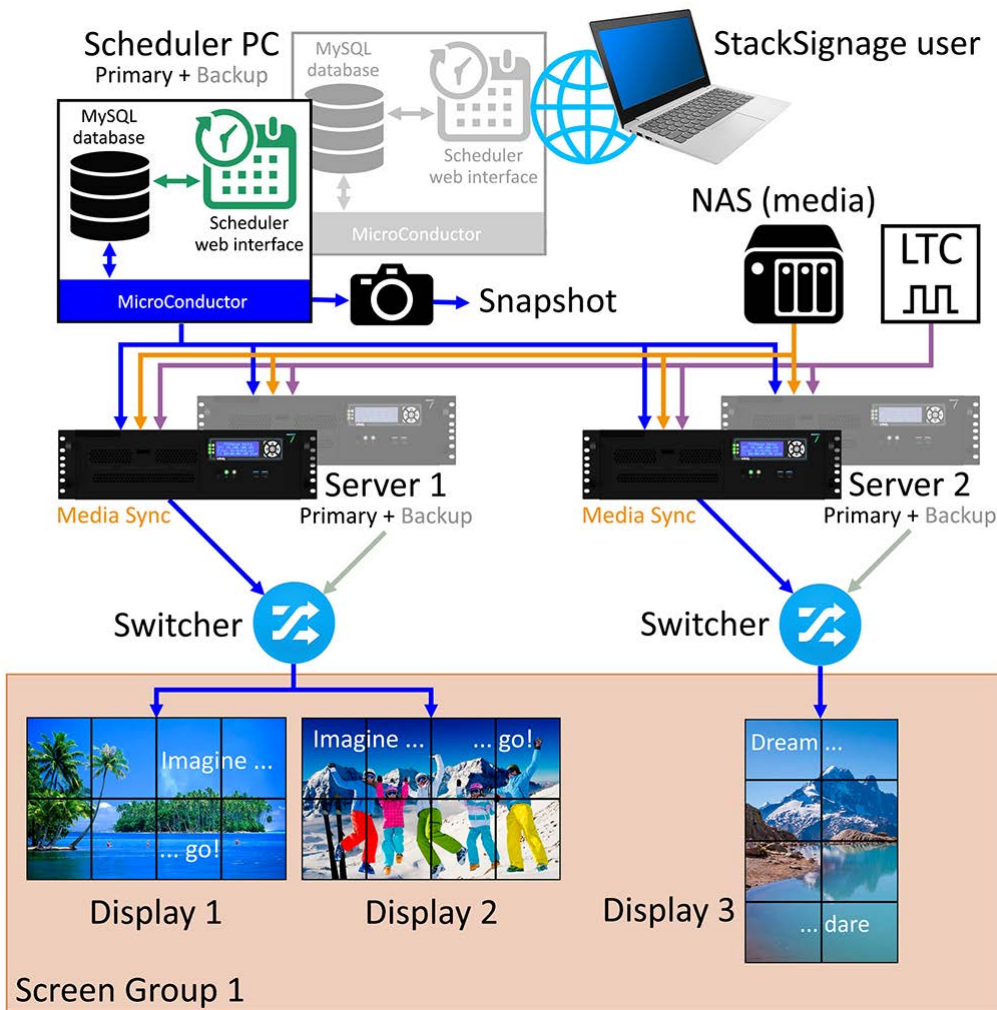 Scheduler PC
Primary + Backup
MySQL
database
Scheduler
web interface
MicroConductor
StackSignage user
MySQL
database
Scheduler
web interface
MicroConductor
Snapshot
NAS (media)
LTC
Server 1
Media Sync
Primary + Backup
Server 2
Media Sync
Primary + Backup
Switcher
Switcher
Imagine ...
... go!
Imagine ...
... go!
Dream ...
... dare
Display 1
Display 2
Display 3
Screen Group 1